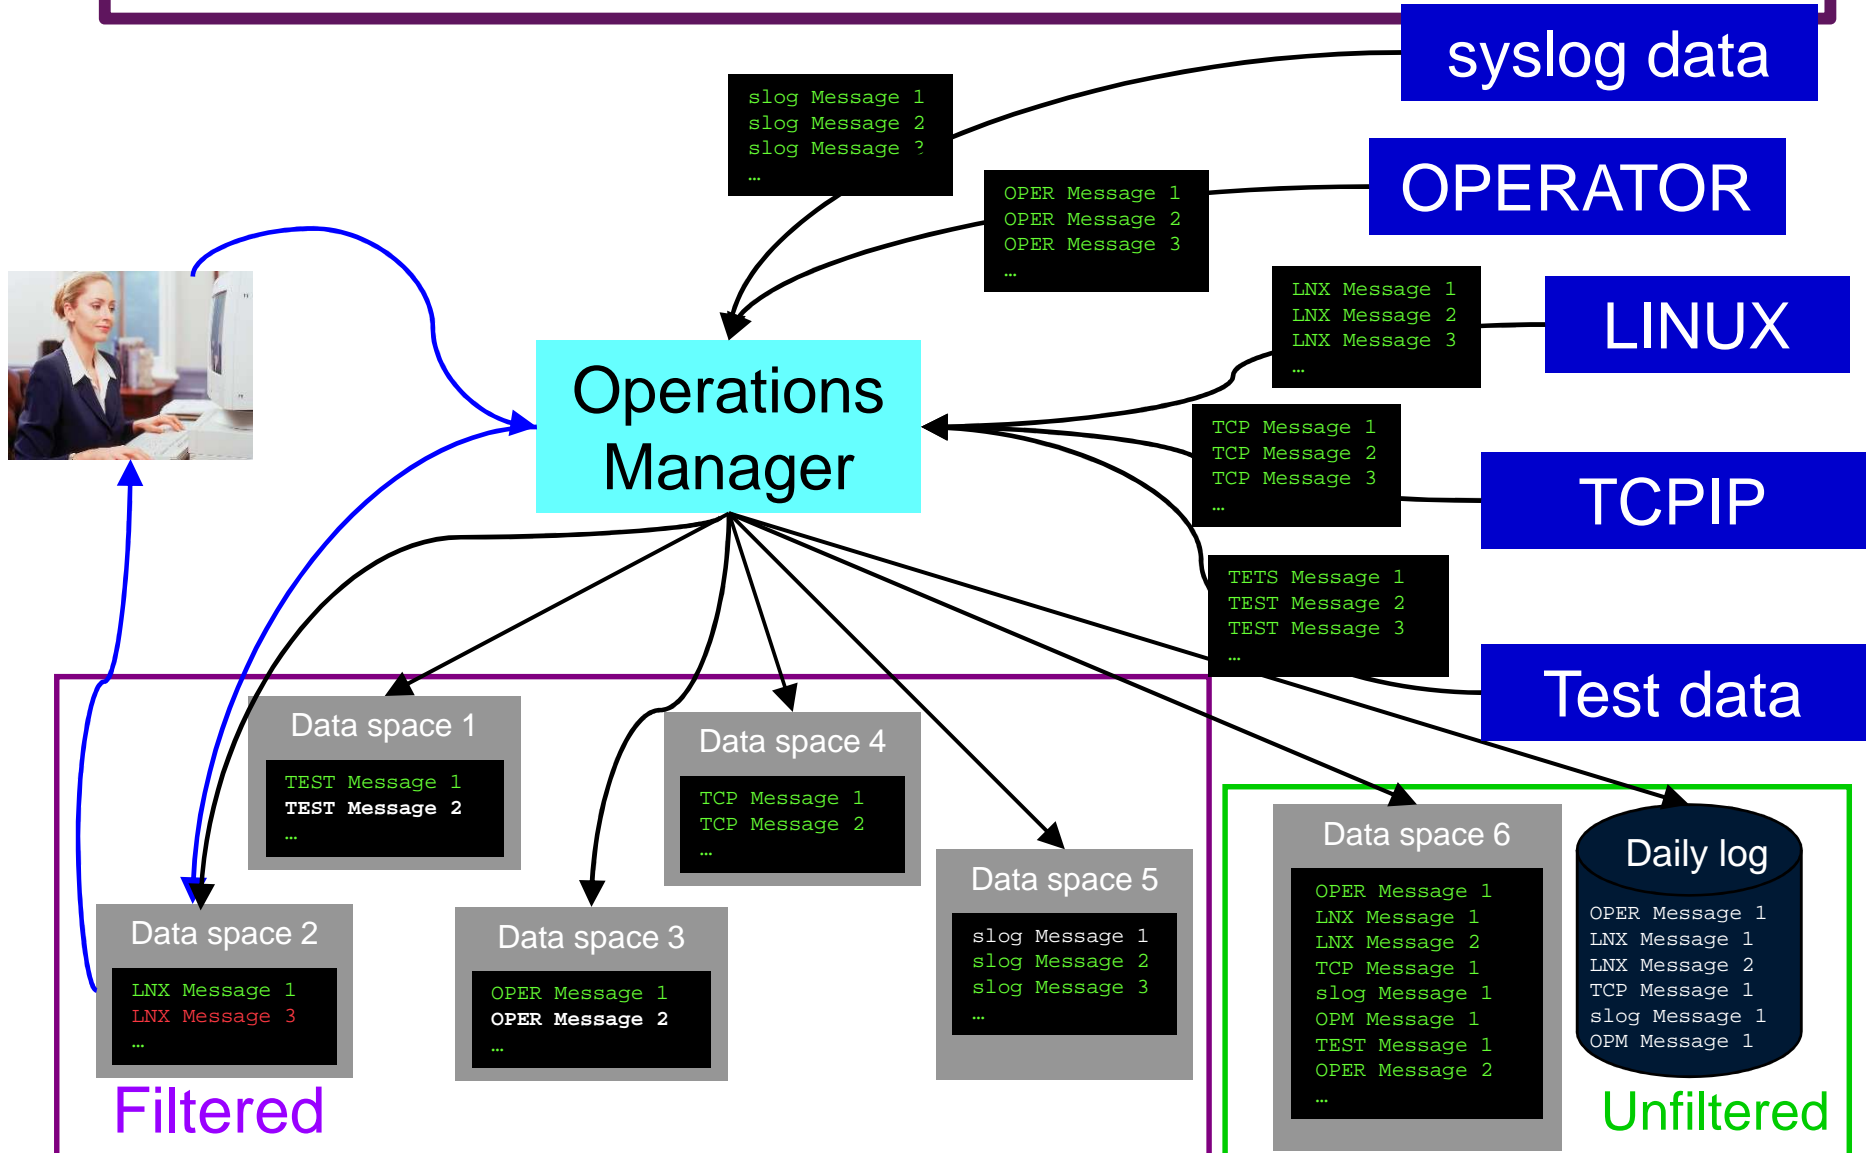 syslog data
slog Message 1
slog Message 2
slog Message 3
…
OPERATOR
OPER Message 1
OPER Message 2
OPER Message 3
…
LINUX
LNX Message 1
LNX Message 2
LNX Message 3
…
Operations
Manager
TCPIP
TCP Message 1
TCP Message 2
TCP Message 3
…
TETS Message 1
TEST Message 2
TEST Message 3
…
Test data
Data space 1
TEST Message 1
TEST Message 2
…
Data space 4
TCP Message 1
TCP Message 2
…
Data space 2
LNX Message 1
LNX Message 3
…
Data space 3
OPER Message 1
OPER Message 2
…
Data space 5
slog Message 1
slog Message 2
slog Message 3
…
Filtered
Data space 6
OPER Message 1
LNX Message 1
LNX Message 2
TCP Message 1
slog Message 1
OPM Message 1
TEST Message 1
OPER Message 2
…
Daily log
OPER Message 1
LNX Message 1
LNX Message 2
TCP Message 1
slog Message 1
OPM Message 1
Unfiltered